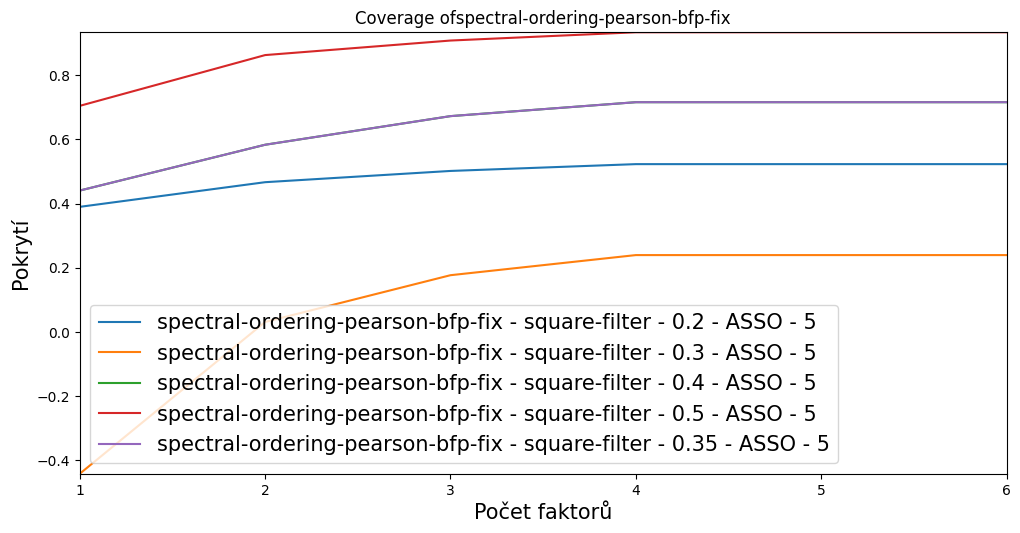 Coverage ofspectral-ordering-pearson-bfp-fix
0.8
0.6
0.4
0.2
0.0
−0.2
−0.4
Pokrytí
spectral-ordering-pearson-bfp-fix - square-filter - 0.2 - ASSO - 5
spectral-ordering-pearson-bfp-fix - square-filter - 0.3 - ASSO - 5
spectral-ordering-pearson-bfp-fix - square-filter - 0.4 - ASSO - 5
spectral-ordering-pearson-bfp-fix - square-filter - 0.5 - ASSO - 5
spectral-ordering-pearson-bfp-fix - square-filter - 0.35 - ASSO - 5
1 2 3 4 5 6
Počet faktorů